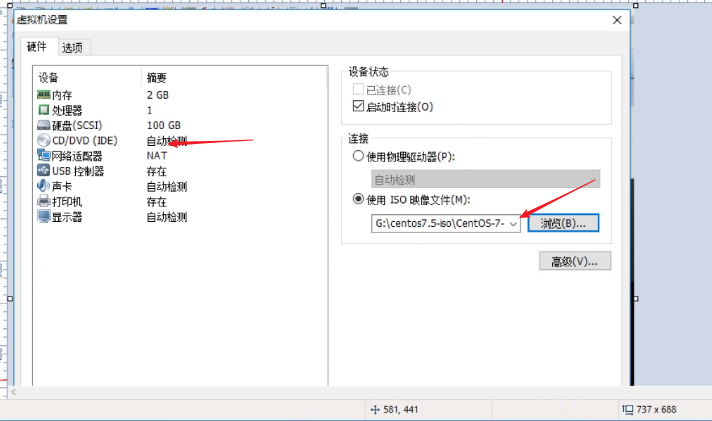 虚拟机设置
硬件 选项
设备 摘要
内存 2 GB
处理器 1
硬盘(SCSI) 100 GB
CD/DVD (IDE) 自动检测
网络适配器 NAT
USB 控制器 存在
声卡 自动检测
打印机 存在
显示器 自动检测
设备状态
已连接(C)
启动时连接(O)
连接
使用物理驱动器(P):
自动检测
使用 ISO 映像文件(M):
G:\centos7.5-iso\CentOS-7- 浏览(B)...
高级(V)...
581, 441 737 x 688